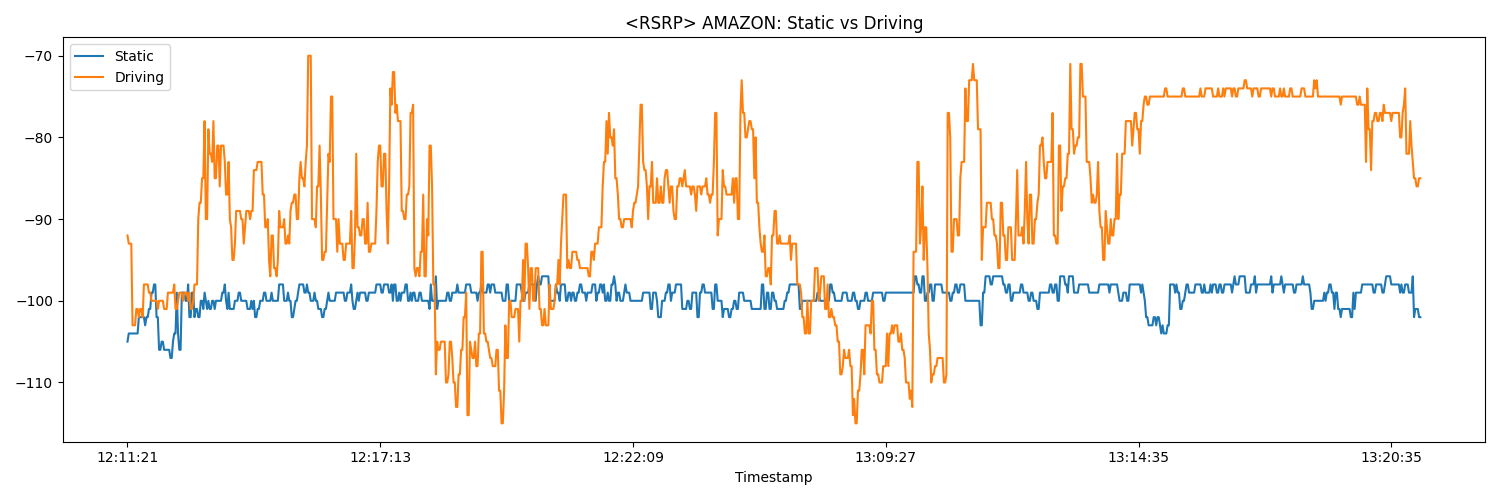 <RSRP> AMAZON: Static vs Driving
Static
Driving
−70
−80
−90
−100
−110
12:11:21
12:17:13
12:22:09
13:09:27
13:14:35
13:20:35
Timestamp